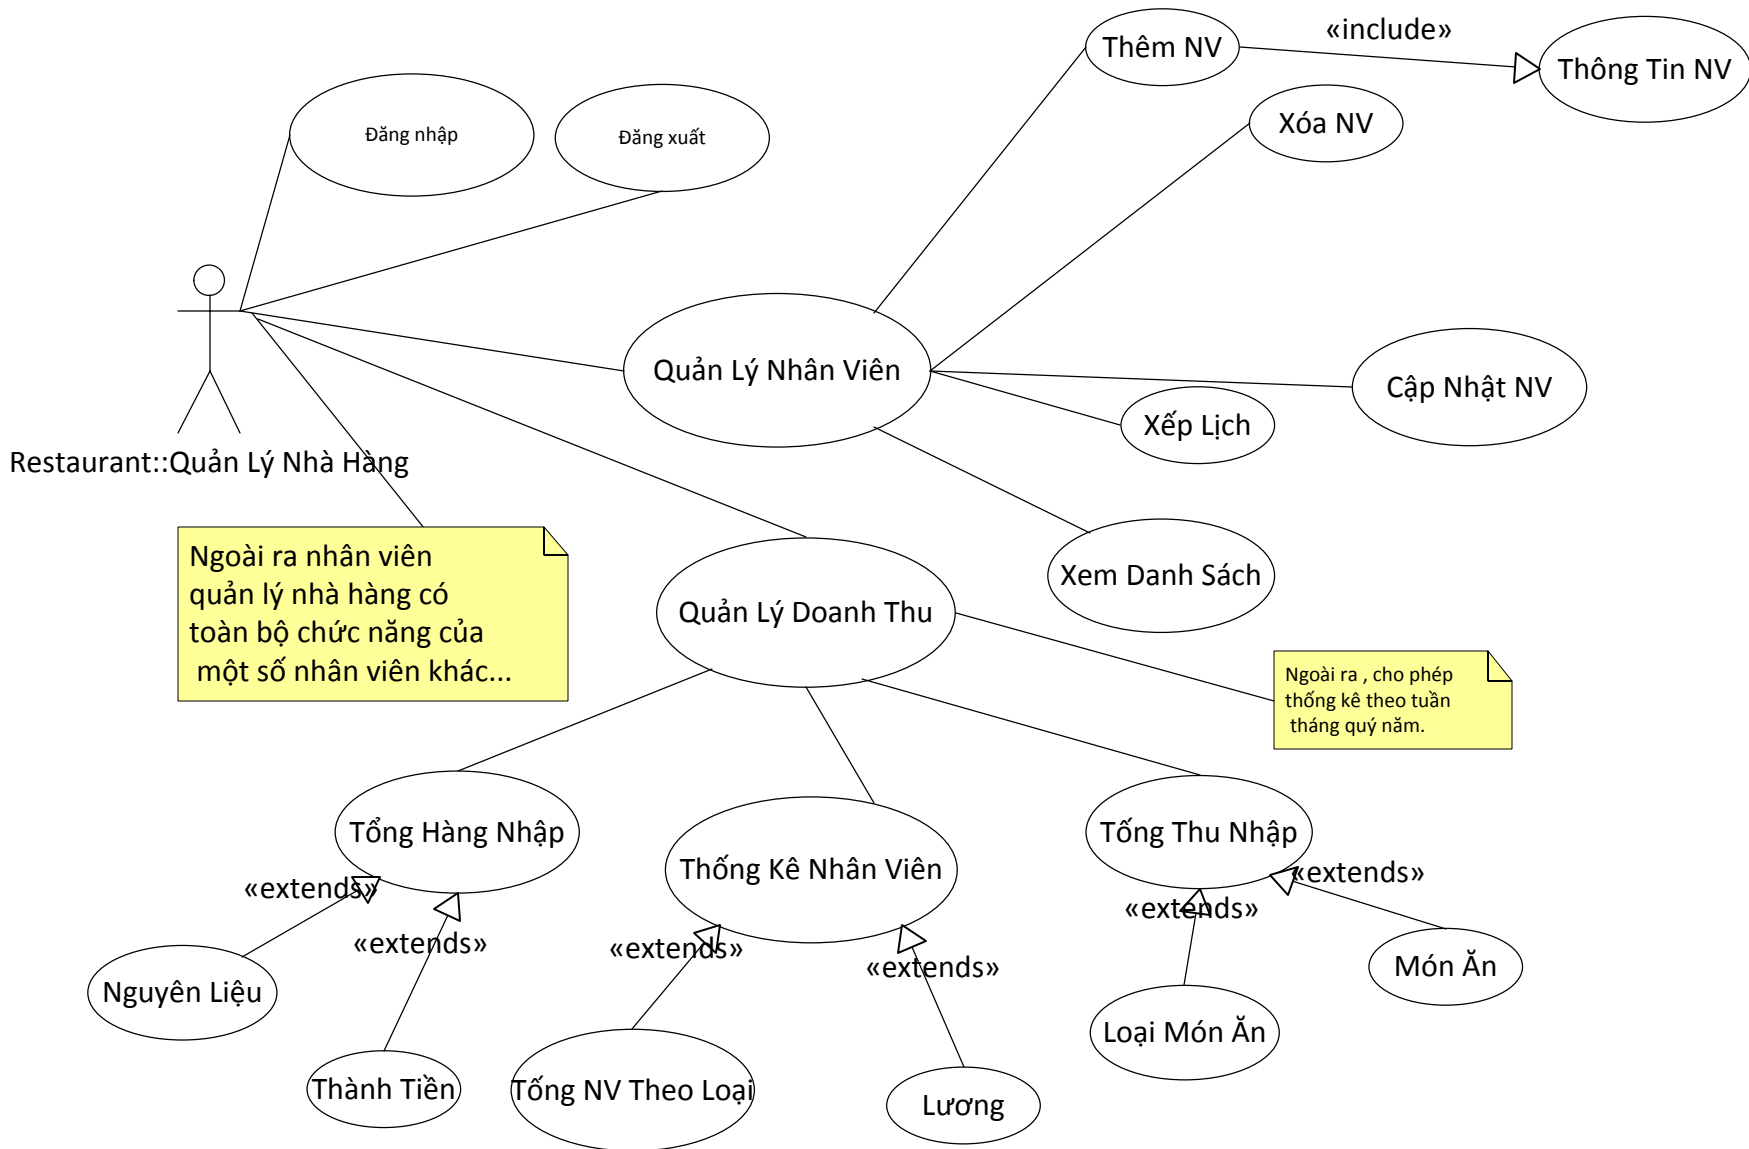 «include»
Thêm NV
Thông Tin NV
Xóa NV
Đăng nhập
Đăng xuất
Quản Lý Nhân Viên
Cập Nhật NV
Xếp Lịch
Restaurant::Quản Lý Nhà Hàng
Ngoài ra nhân viên
quản lý nhà hàng có
toàn bộ chức năng của
một số nhân viên khác...
Xem Danh Sách
Quản Lý Doanh Thu
Ngoài ra , cho phép
thống kê theo tuần
tháng quý năm.
Tổng Hàng Nhập
Thống Kê Nhân Viên
Tống Thu Nhập
«extends»
«extends»
«extends»
«extends»
«extends»
«extends»
Nguyên Liệu
Món Ăn
Loại Món Ăn
Thành Tiền
Tống NV Theo Loại
Lương